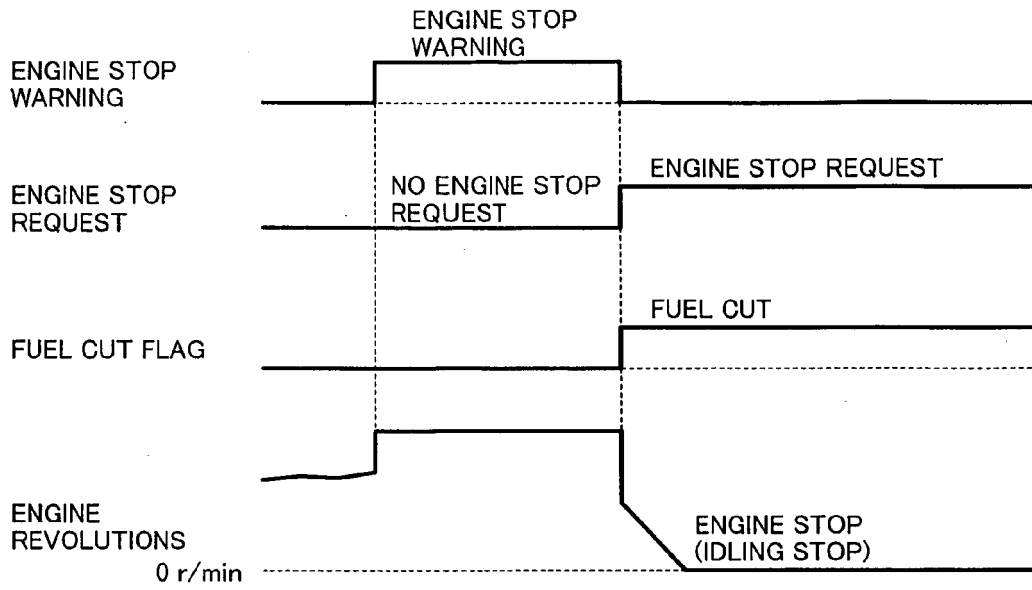 ENGINE STOP
WARNING
ENGINE STOP
WARNING
ENGINE STOP REQUEST
NO ENGINE STOP
REQUEST
ENGINE STOP
REQUEST
FUEL CUT
FUEL CUT FLAG
ENGINE
REVOLUTIONS
ENGINE STOP
(IDLING STOP)
0 r/min